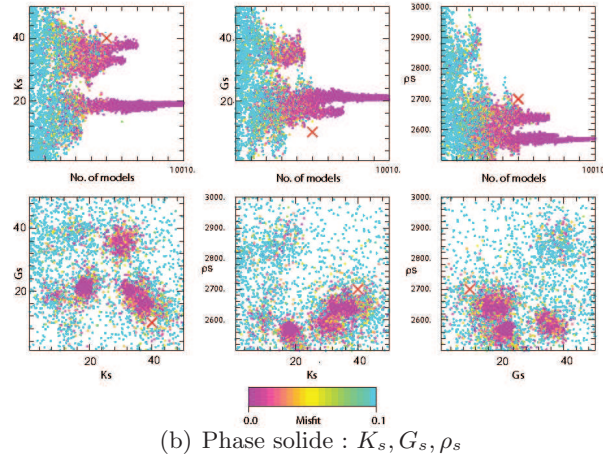 40
20
Ks
No. of models
10010.
40
20
Gs
No. of models
10010.
3000.
2900.
2800.
ρs
2700.
2600.
No. of models
10010.
40
Gs
20
20
40
Ks
3000.
2900.
2800.
ρs
2700.
2600.
20
40
Ks
3000.
2900.
2800.
ρs
2700.
2600.
20
40
Gs
0.0
Misfit
0.1
(b) Phase solide : Kₛ, Gₛ, ρₛ